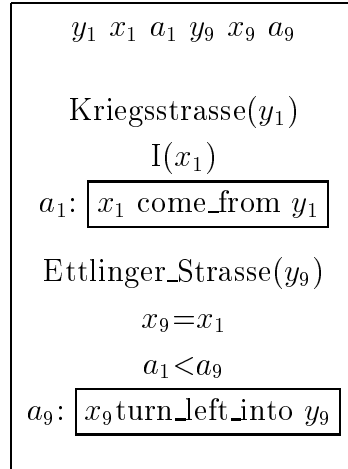 y₁ x₁ a₁ y₉ x₉ a₉
Kriegsstrasse(y₁)
I(x₁)
a₁: x₁ come_from y₁
Ettlinger_Strasse(y₉)
x₉=x₁
a₁<a₉
a₉: x₉turn_left_into y₉